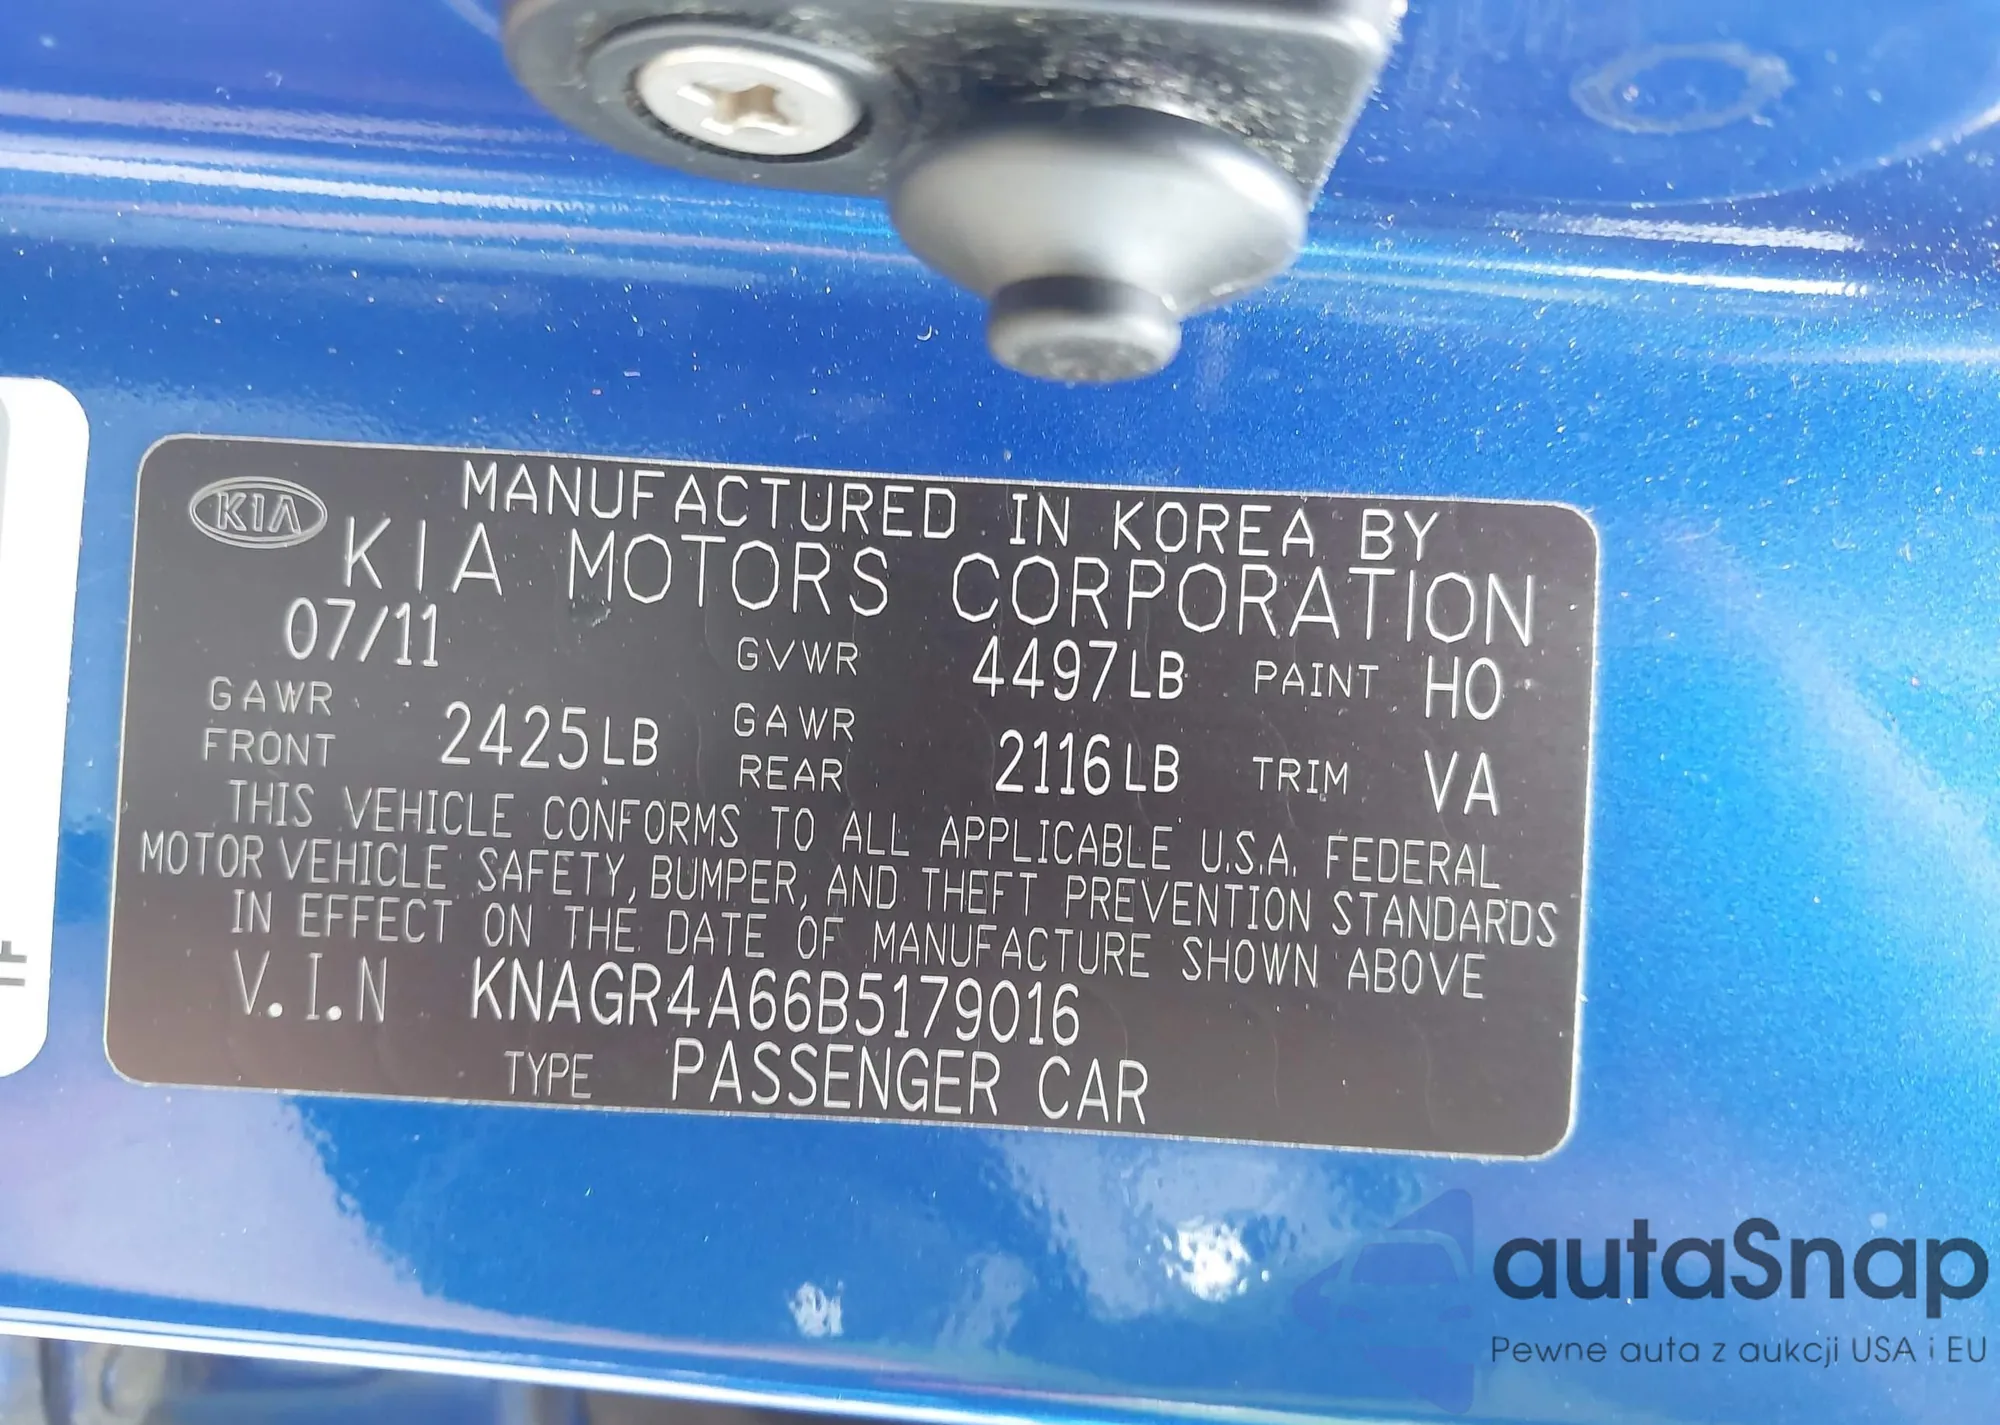 KIA
MANUFACTURED IN KOREA BY
KIA MOTORS CORPORATION
07/11 GVWR 4497LB PAINT HO
GAWR FRONT 2425LB GAWR REAR 2116LB TRIM VA
THIS VEHICLE CONFORMS TO ALL APPLICABLE U.S.A. FEDERAL
MOTOR VEHICLE SAFETY, BUMPER, AND THEFT PREVENTION STANDARDS
IN EFFECT ON THE DATE OF MANUFACTURE SHOWN ABOVE
V.I.N KNAGR4A66B5179016
TYPE PASSENGER CAR
autaSnap
Pewne auta z aukcji USA i EU